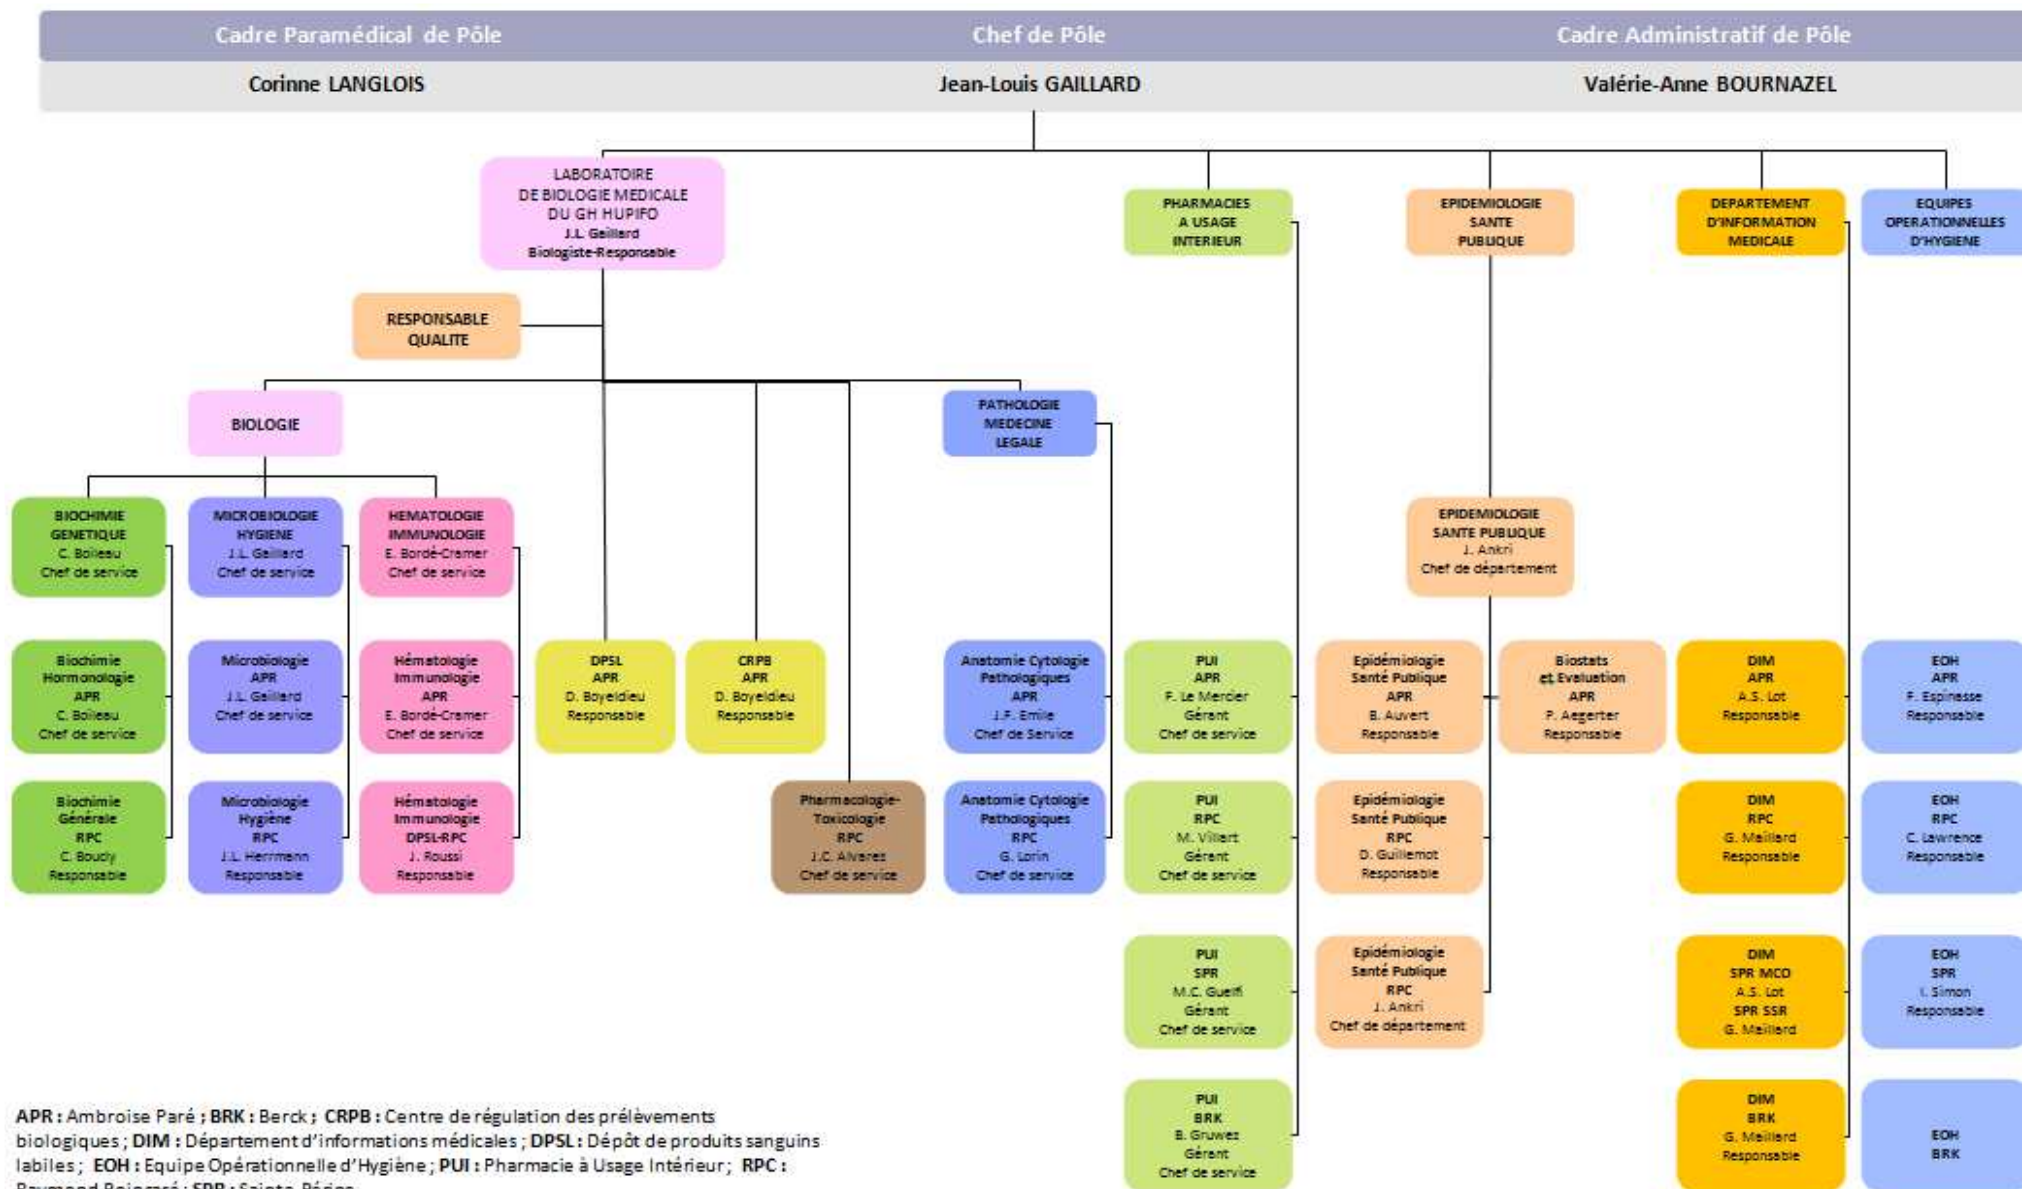 Cadre Paramédical de Pôle
Chef de Pôle
Cadre Administratif de Pôle
Corinne LANGLOIS
Jean-Louis GAILLARD
Valérie-Anne BOURNAZEL
LABORATOIRE
DE BIOLOGIE MEDICALE
DU GH HUPIFO
J.L. Gaillard
Biologiste-Responsable
PHARMACIES
A USAGE
INTERIEUR
EPIDEMIOLOGIE
SANTE
PUBLIQUE
DEPARTEMENT
D'INFORMATION
MEDICALE
EQUIPES
OPERATIONNELLES
D'HYGIENE
RESPONSABLE
QUALITE
BIOLOGIE
PATHOLOGIE
MEDECINE
LEGALE
BIOCHIMIE
GENETIQUE
C. Boileau
Chef de service
MICROBIOLOGIE
HYGIENE
J.L. Gaillard
Chef de service
HEMATOLOGIE
IMMUNOLOGIE
E. Bordé-Cramer
Chef de service
EPIDEMIOLOGIE
SANTE PUBLIQUE
J. Ankri
Chef de département
Biochimie
Hormonologie
APR
C. Boileau
Chef de service
Microbiologie
APR
J.L. Gaillard
Chef de service
Hématologie
Immunologie
APR
E. Bordé-Cramer
Chef de service
DPSL
APR
D. Boyeldieu
Responsable
CRPB
APR
D. Boyeldieu
Responsable
Anatomie Cytologie
Pathologiques
APR
J.F. Emile
Chef de Service
PUI
APR
F. Le Mercier
Gérant
Chef de service
Epidémiologie
Santé Publique
APR
B. Auvert
Responsable
Biostats
et Evaluation
APR
P. Aegerter
Responsable
DIM
APR
A.S. Lot
Responsable
EOH
APR
F. Espinasse
Responsable
Biochimie
Générale
RPC
C. Boudy
Responsable
Microbiologie
Hygiène
RPC
J.L. Herrmann
Responsable
Hématologie
Immunologie
DPSL-RPC
J. Roussi
Responsable
Pharmacologie-
Toxicologie
RPC
J.C. Alvarez
Chef de service
Anatomie Cytologie
Pathologiques
RPC
G. Lorin
Chef de service
PUI
RPC
M. Villart
Gérant
Chef de service
Epidémiologie
Santé Publique
RPC
D. Guillemot
Responsable
DIM
RPC
G. Maillard
Responsable
EOH
RPC
C. Lawrence
Responsable
PUI
SPR
M.C. Guelfi
Gérant
Chef de service
Epidémiologie
Santé Publique
RPC
J. Ankri
Chef de département
DIM
SPR MCO
A.S. Lot
SPR SSR
G. Maillard
EOH
SPR
I. Simon
Responsable
PUI
BRK
B. Gruwez
Gérant
Chef de service
DIM
BRK
G. Maillard
Responsable
EOH
BRK
APR : Ambroise Paré ; BRK : Berck ; CRPB : Centre de régulation des prélèvements
biologiques ; DIM : Département d'informations médicales ; DPSL : Dépôt de produits sanguins
labiles ; EOH : Equipe Opérationnelle d'Hygiène ; PUI : Pharmacie à Usage Intérieur ; RPC :
Raymond Poincaré ; SPR : Sainte-Périne